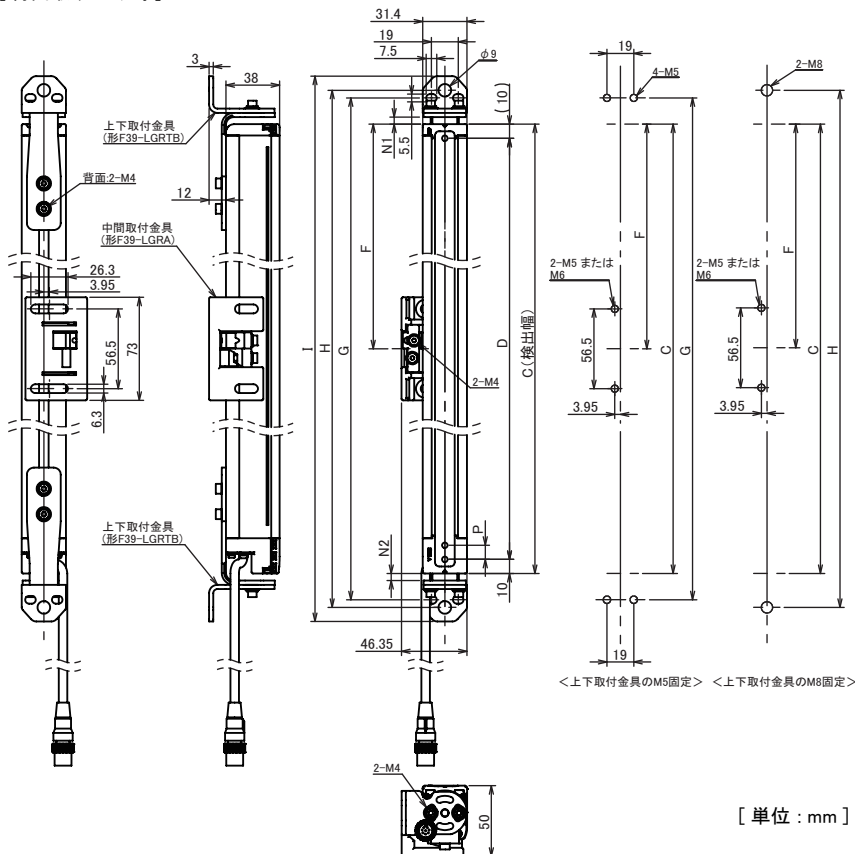 31.4
19
7.5
φ9
3
38
(10)
19
4-M5
2-M8
上下取付金具
(形F39-LGRTB)
N1
5.5
背面:2-M4
12
中間取付金具
(形F39-LGRA)
F
F
F
26.3
3.95
2-M5 または
M6
2-M5 または
M6
I
H
G
D
C(検出幅)
C
G
C
H
56.5
73
56.5
56.5
2-M4
3.95
3.95
6.3
上下取付金具
(形F39-LGRTB)
N2
P
10
46.35
19
<上下取付金具のM5固定>
<上下取付金具のM8固定>
2-M4
50
[ 単位 : mm ]